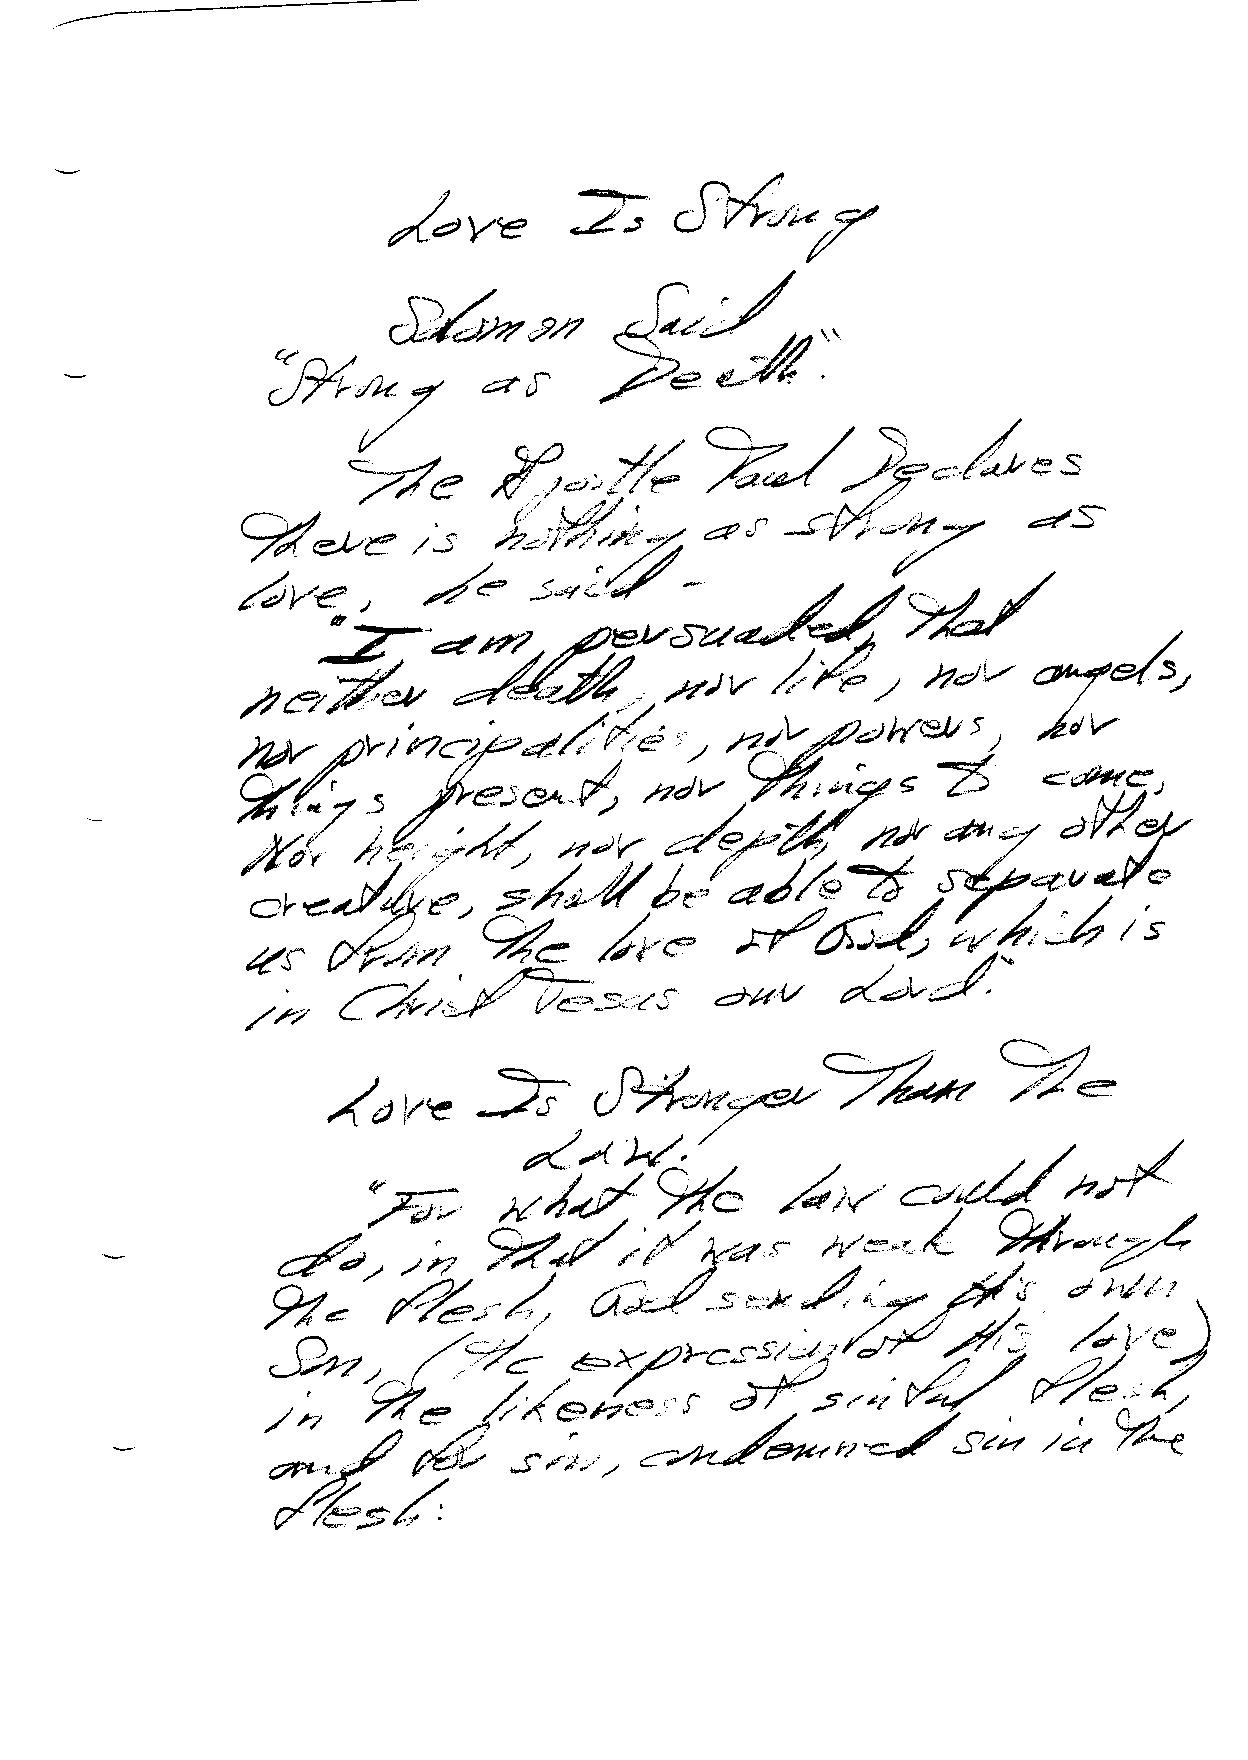 Love Is Strong
Solomon Said
"Strong as Death".
The Apostle Paul Declares
there is nothing as strong as
love, he said -
"I am persuaded, that
neither death, nor life, nor angels,
nor principalities, nor powers, nor
things present, nor things to come,
Nor height, nor depth, nor any other
creature, shall be able to separate
us from the love of God, which is
in Christ Jesus our Lord."
Love Is Stronger Than The
Law.
"For what the law could not
do, in that it was weak through
the flesh, God sending His own
Son, (the expression of His love)
in the likeness of sinful flesh,
and for sin, condemned sin in the
flesh: